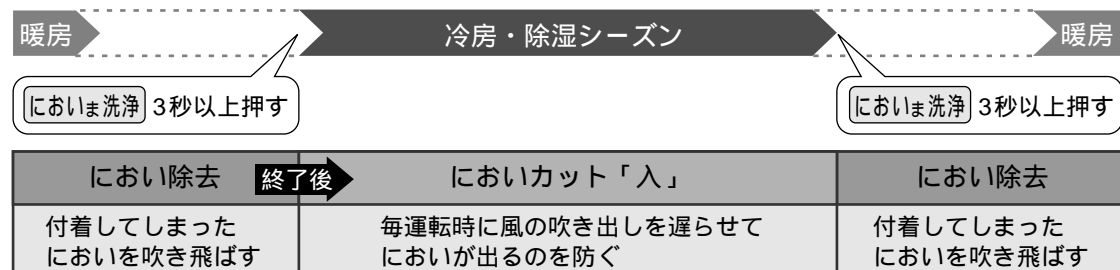 暖房
冷房・除湿シーズン
暖房
においま洗浄 3秒以上押す
においま洗浄 3秒以上押す
におい除去
終了後
においカット「入」
におい除去
付着してしまった
においを吹き飛ばす
毎運転時に風の吹き出しを遅らせて
においが出るのを防ぐ
付着してしまった
においを吹き飛ばす